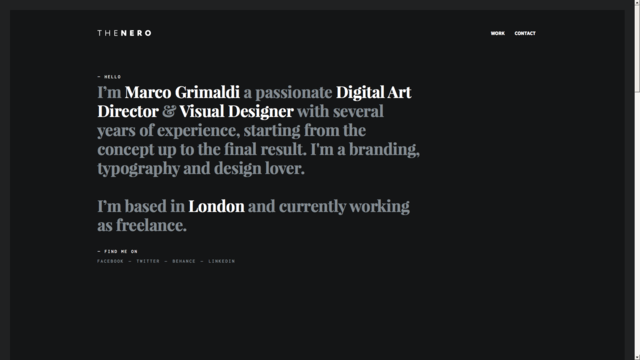 THENERO
WORK CONTACT
– HELLO
I'm Marco Grimaldi a passionate Digital Art
Director & Visual Designer with several
years of experience, starting from the
concept up to the final result. I'm a branding,
typography and design lover.
I'm based in London and currently working
as freelance.
– FIND ME ON
FACEBOOK – TWITTER – BEHANCE – LINKEDIN